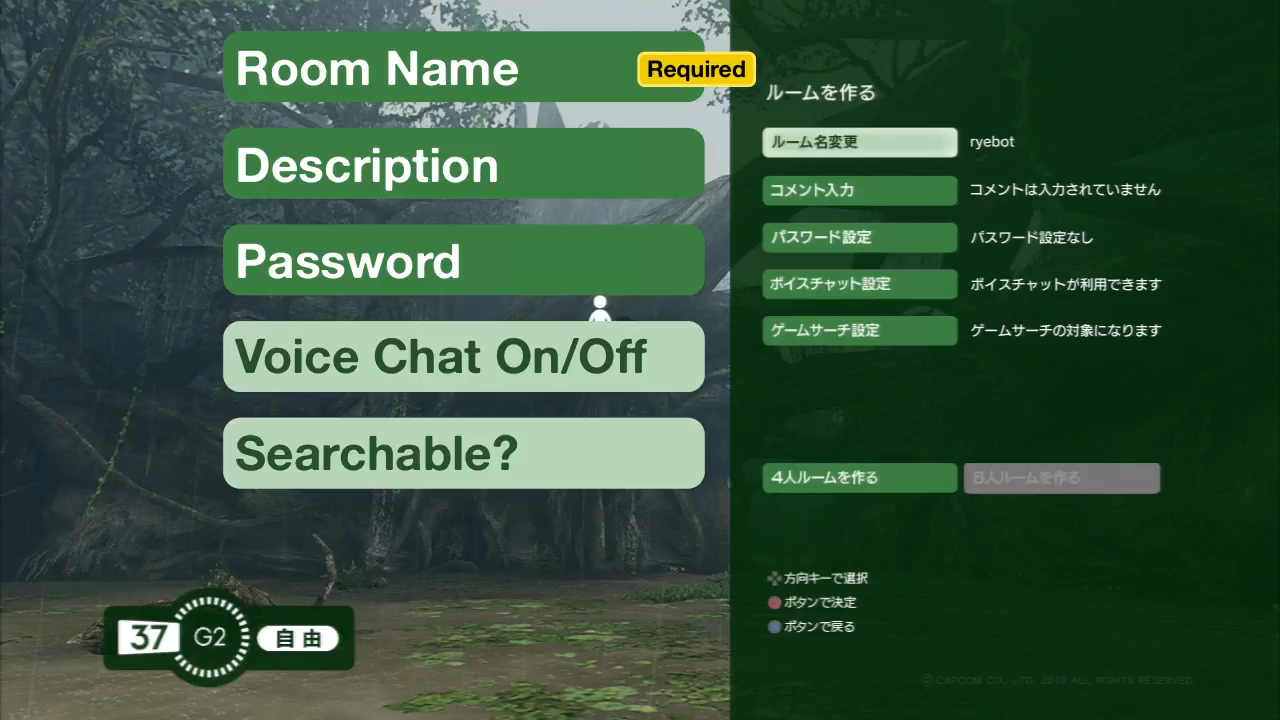 Room Name
Required
Description
Password
Voice Chat On/Off
Searchable?
37
G2
自由
ルームを作る
ルーム名変更 ryebot
コメント入力 コメントは入力されていません
パスワード設定 パスワード設定なし
ボイスチャット設定 ボイスチャットが利用できます
ゲームサーチ設定 ゲームサーチの対象になります
4人ルームを作る 8人ルームを作る
方向キーで選択
ボタンで決定
ボタンで戻る
©CAPCOM CO., LTD. 2010 ALL RIGHTS RESERVED.